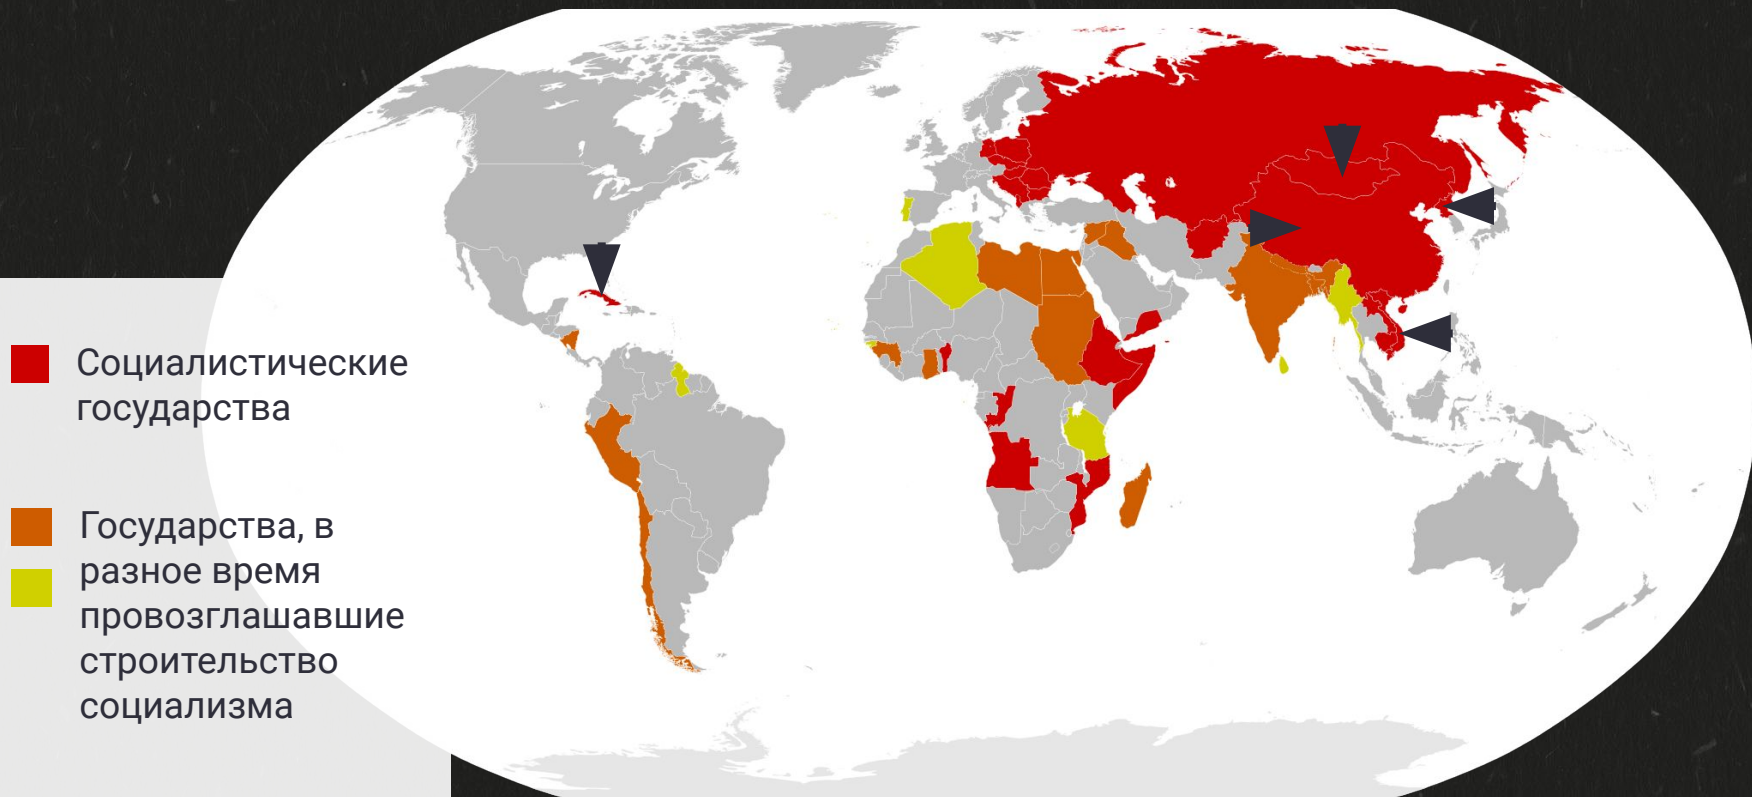 Социалистические
государства
Государства, в
разное время
провозглашавшие
строительство
социализма